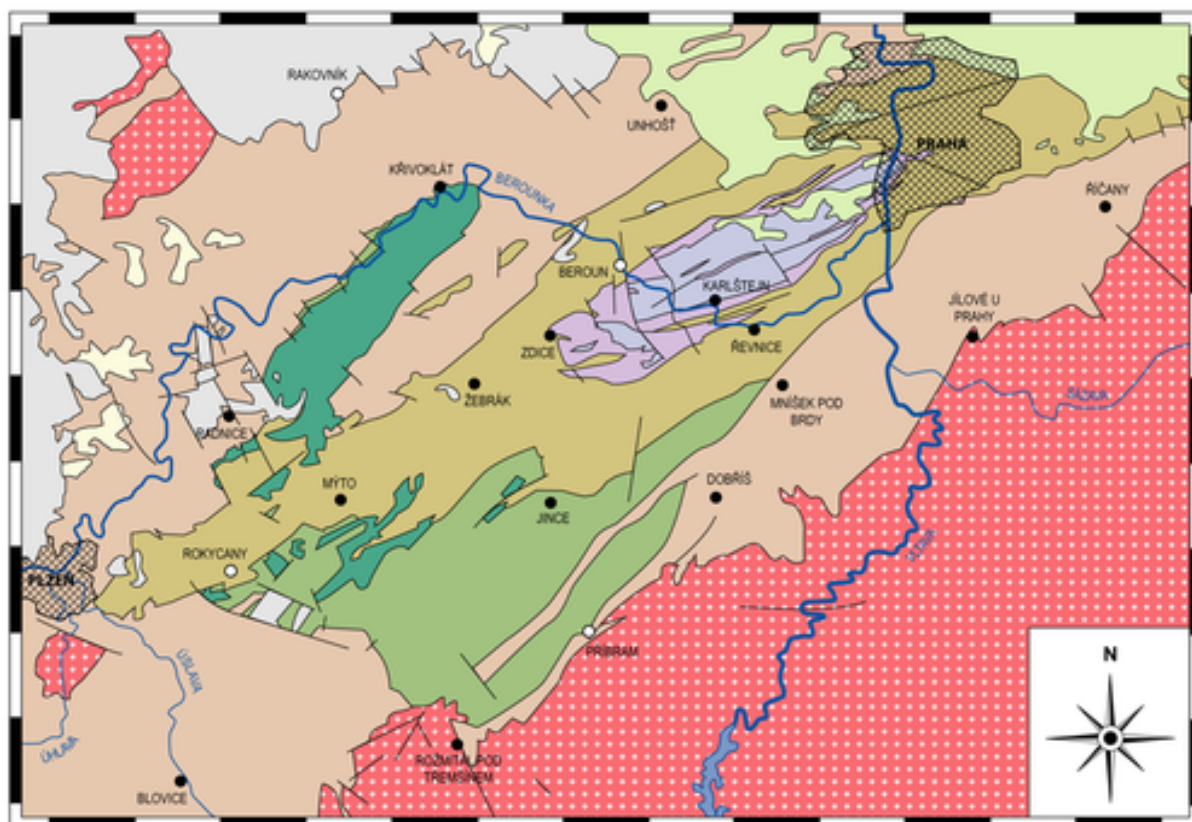 RAKOVNÍK
UNHOŠŤ
PRAHA
KŘIVOKLÁT
BEROUNKA
ŘÍČANY
BEROUN
KARLŠTEJN
JÍLOVÉ U
PRAHY
ZDICE
ŘEVNICE
ŽEBRÁK
MNÍŠEK POD
BRDY
SÁZAVA
RADNICE
MÝTO
JINCE
DOBŘÍŠ
VLTAVA
ROKYCANY
PLZEŇ
PŘÍBRAM
N
ÚSLAVA
ÚHLAVA
ROŽMITÁL POD
TŘEMŠÍNEM
BLOVICE